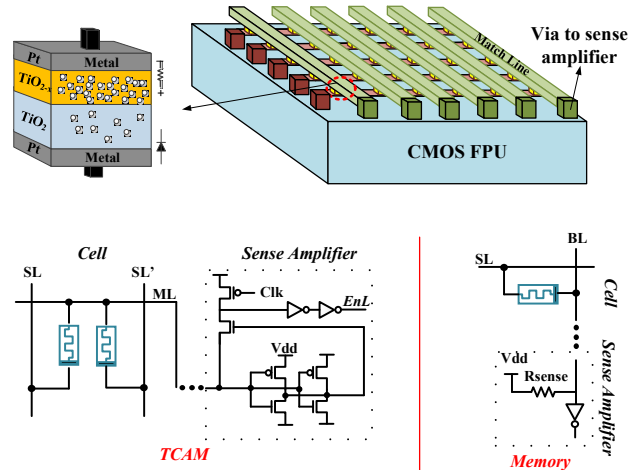 Pt
Metal
TiO2-x
TiO2
Pt
Metal
Match Line
Via to sense
amplifier
CMOS FPU
Cell
SL
SL'
ML
Sense Amplifier
Clk
EnL
Vdd
TCAM
BL
SL
Cell
Sense Amplifier
Vdd
Rsense
Memory